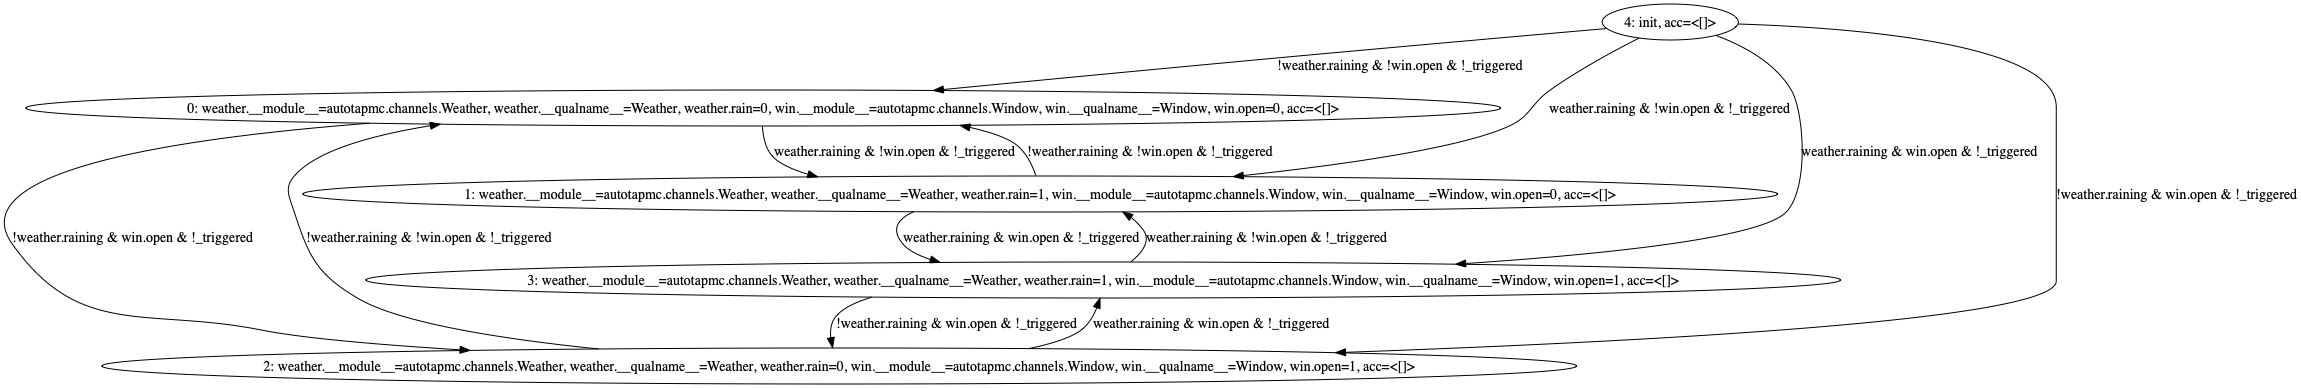 4: init, acc=<[]>
!weather.raining & !win.open & !_triggered
0: weather.__module__=autotapmc.channels.Weather, weather.__qualname__=Weather, weather.rain=0, win.__module__=autotapmc.channels.Window, win.__qualname__=Window, win.open=0, acc=<[]>
weather.raining & !win.open & !_triggered
weather.raining & !win.open & !_triggered
!weather.raining & !win.open & !_triggered
weather.raining & win.open & !_triggered
1: weather.__module__=autotapmc.channels.Weather, weather.__qualname__=Weather, weather.rain=1, win.__module__=autotapmc.channels.Window, win.__qualname__=Window, win.open=0, acc=<[]>
!weather.raining & win.open & !_triggered
!weather.raining & win.open & !_triggered
!weather.raining & !win.open & !_triggered
weather.raining & win.open & !_triggered
weather.raining & !win.open & !_triggered
3: weather.__module__=autotapmc.channels.Weather, weather.__qualname__=Weather, weather.rain=1, win.__module__=autotapmc.channels.Window, win.__qualname__=Window, win.open=1, acc=<[]>
!weather.raining & win.open & !_triggered
weather.raining & win.open & !_triggered
2: weather.__module__=autotapmc.channels.Weather, weather.__qualname__=Weather, weather.rain=0, win.__module__=autotapmc.channels.Window, win.__qualname__=Window, win.open=1, acc=<[]>